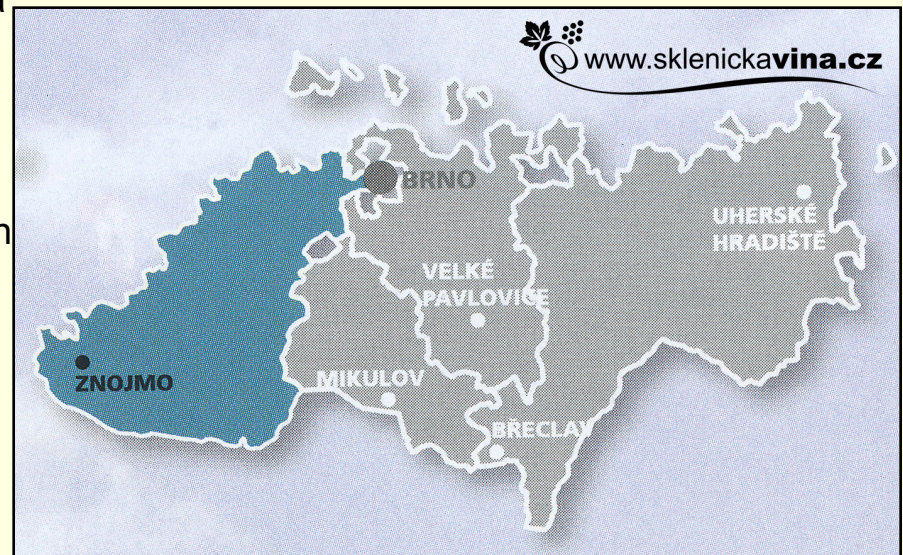 a
www.sklenickavina.cz
BRNO
UHERSKÉ
HRADIŠTĚ
n
VELKÉ
PAVLOVICE
ZNOJMO
MIKULOV
BŘECLAV